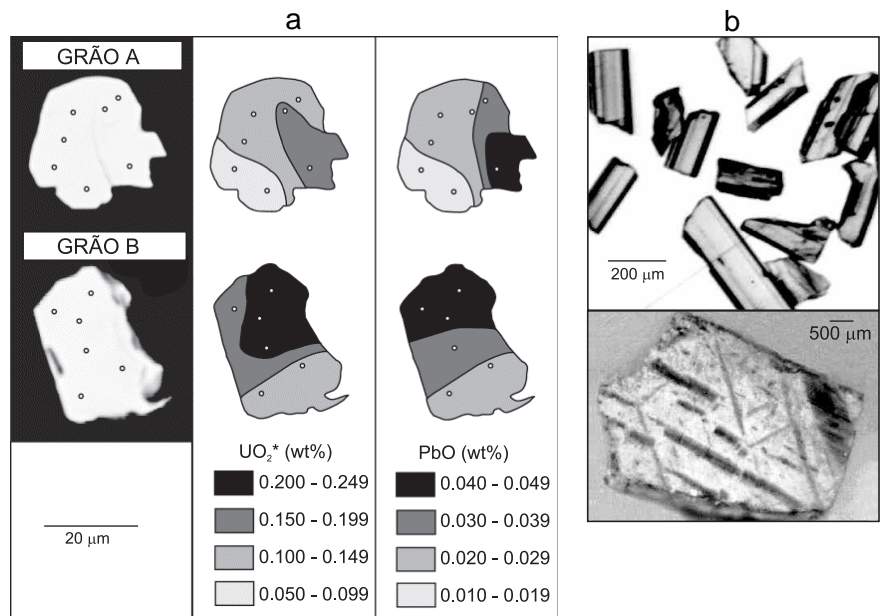 a
b
GRÃO A
GRÃO B
20 µm
UO₂* (wt%)
0.200 - 0.249
0.150 - 0.199
0.100 - 0.149
0.050 - 0.099
PbO (wt%)
0.040 - 0.049
0.030 - 0.039
0.020 - 0.029
0.010 - 0.019
200 µm
500 µm